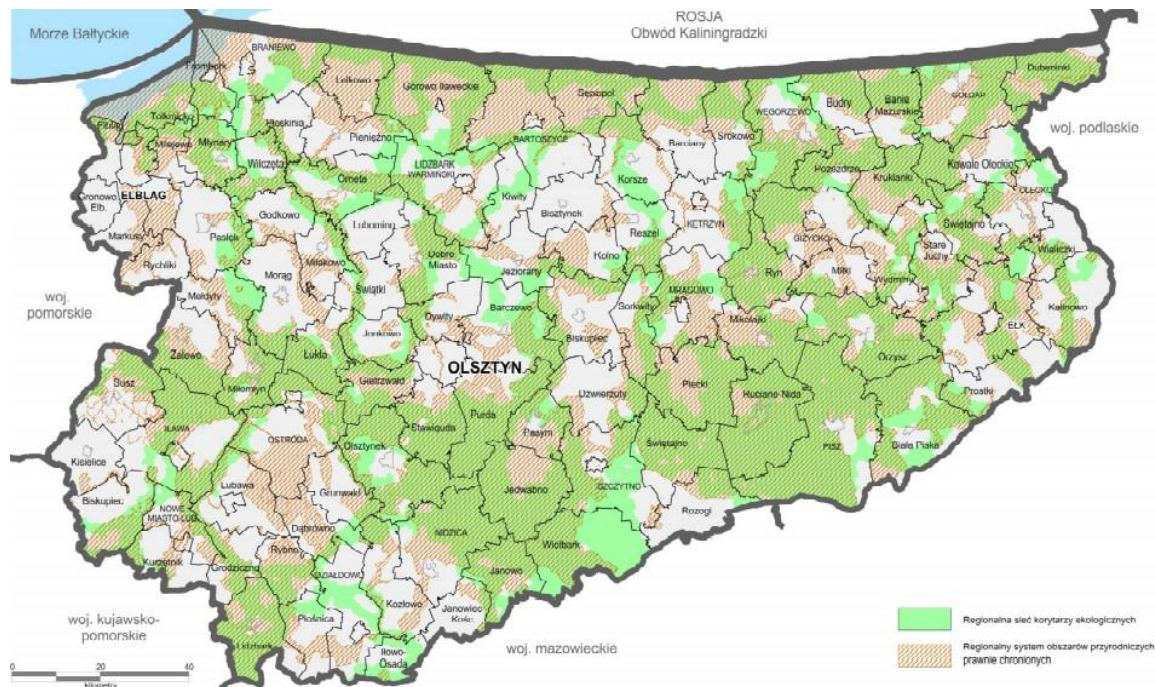 ROSJA
Obwód Kaliningradzki
Morze Bałtyckie
BRANIEWO
Frombork
Lelkowo
Górowo Iławeckie
Sępopol
Dubeninki
GOŁDAP
WĘGORZEWO
Budry
Banie
Mazurskie
Tolkmicko
Płoskinia
Pieniężno
BARTOSZYCE
Srokowo
Barciany
woj. podlaskie
Milejewo
Młynary
Wilczęta
LIDZBARK
WARMIŃSKI
Orneta
Kiwity
Korsze
Pozezdrze
Kruklanki
Kowale Oleckie
OLECKO
Gronowo
Elb.
ELBLĄG
Godkowo
Lubomino
Bisztynek
Reszel
KĘTRZYN
Świętajno
Markusy
Pasłęk
Dobre
Miasto
Kolno
GIŻYCKO
Stare
Juchy
Wieliczki
Rychliki
Morąg
Miłakowo
Świątki
Jeziorany
Ryn
Miłki
Wydminy
woj.
pomorskie
Małdyty
Barczewo
Sorkwity
MRĄGOWO
Mikołajki
Kalinowo
Dywity
Jonkowo
Biskupiec
EŁK
Zalewo
Łukta
OLSZTYN
Orzysz
Susz
Miłomłyn
Gietrzwałd
Piecki
Ruciane-Nida
Prostki
Dźwierzuty
Purda
IŁAWA
OSTRÓDA
Stawiguda
Pasym
Olsztynek
Świętajno
PISZ
Biała Piska
Kisielice
Lubawa
Grunwald
Jedwabno
SZCZYTNO
Biskupiec
NOWE
MIASTO LUB.
Dąbrówno
NIDZICA
Rozogi
Kurzętnik
Rybno
Wielbark
Grodziczno
DZIAŁDOWO
Janowo
Kozłowo
Janowiec
Kośc.
Płośnica
woj. kujawsko-
pomorskie
Lidzbark
Iłowo-
Osada
woj. mazowieckie
Regionalna sieć korytarzy ekologicznych
Regionalny system obszarów przyrodniczych
prawnie chronionych
0 20 40
kilometry